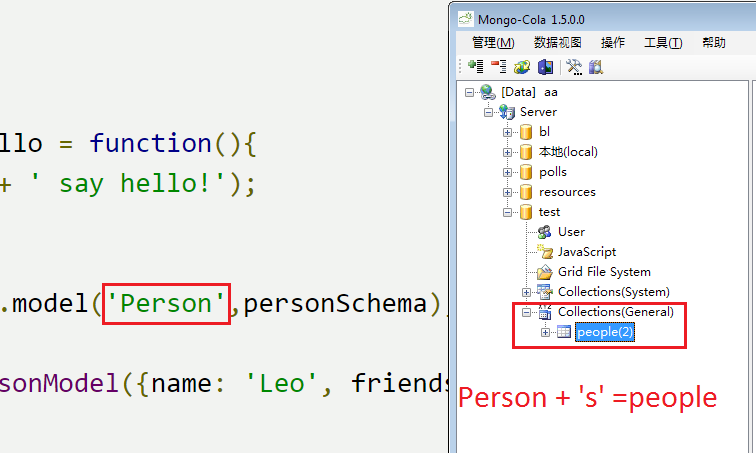 llo = function(){
+ ' say hello!');
.model('Person',personSchema)
sonModel({name: 'Leo', friends
Mongo-Cola 1.5.0.0
管理(M) 数据视图 操作 工具(T) 帮助
[Data] aa
Server
bl
本地(local)
polls
resources
test
User
JavaScript
Grid File System
Collections(System)
Collections(General)
people(2)
Person + 's' =people